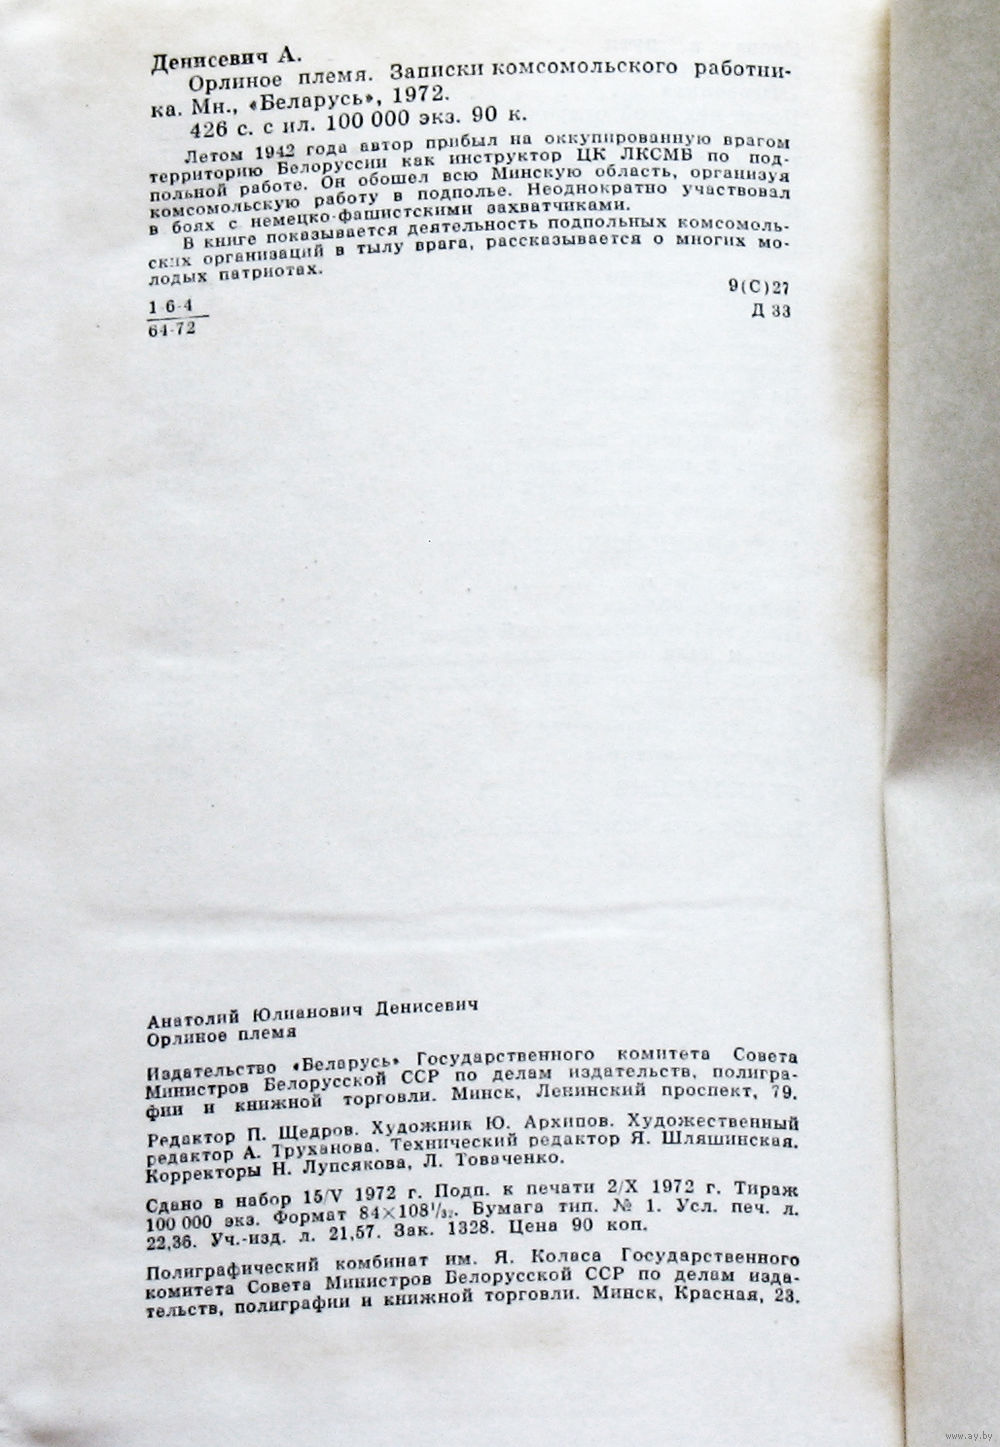 Денисевич А.
Орлиное племя. Записки комсомольского работни-
ка. Мн., «Беларусь», 1972.
426 с. с ил. 100 000 экз. 90 к.
Летом 1942 года автор прибыл на оккупированную врагом
территорию Белоруссии как инструктор ЦК ЛКСМБ по под-
польной работе. Он обошел всю Минскую область, организуя
комсомольскую работу в подполье. Неоднократно участвовал
в боях с немецко-фашистскими захватчиками.
В книге показывается деятельность подпольных комсомоль-
ских организаций в тылу врага, рассказывается о многих мо-
лодых патриотах.
1-6-4
64-72
9(С)27
Д 33
Анатолий Юлианович Денисевич
Орлиное племя
Издательство «Беларусь» Государственного комитета Совета
Министров Белорусской ССР по делам издательств, полигра-
фии и книжной торговли. Минск, Ленинский проспект, 79.
Редактор П. Щедров. Художник Ю. Архипов. Художественный
редактор А. Труханова. Технический редактор Я. Шляшинская.
Корректоры Н. Лупсякова, Л. Товаченко.
Сдано в набор 15/V 1972 г. Подп. к печати 2/X 1972 г. Тираж
100 000 экз. Формат 84×108¹/₃₂. Бумага тип. № 1. Усл. печ. л.
22,36. Уч.-изд. л. 21,57. Зак. 1328. Цена 90 коп.
Полиграфический комбинат им. Я. Коласа Государственного
комитета Совета Министров Белорусской ССР по делам изда-
тельств, полиграфии и книжной торговли. Минск, Красная, 23.
www.ay.by